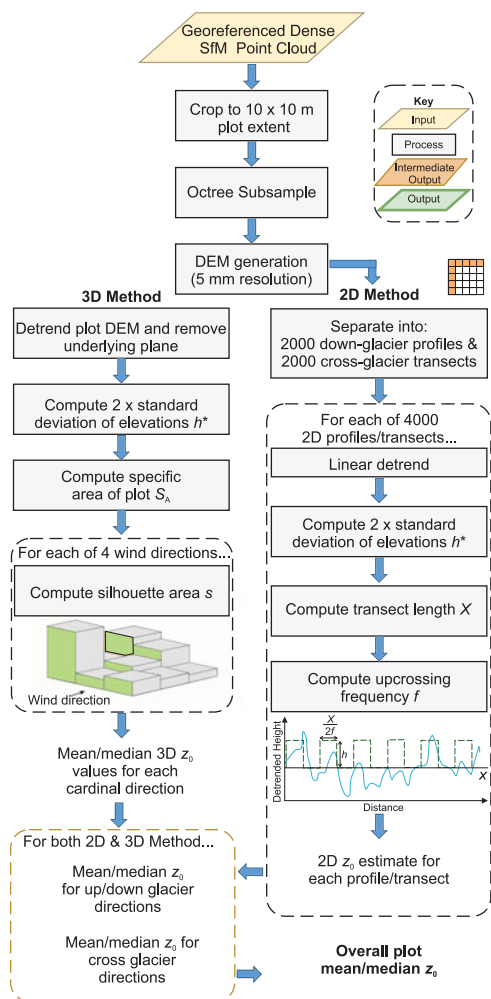 Georeferenced Dense
SfM Point Cloud
Crop to 10 x 10 m
plot extent
Octree Subsample
DEM generation
(5 mm resolution)
Key
Input
Process
Intermediate
Output
Output
3D Method
Detrend plot DEM and remove
underlying plane
Compute 2 x standard
deviation of elevations h*
Compute specific
area of plot S_A
For each of 4 wind directions...
Compute silhouette area s
Wind direction
Mean/median 3D z₀
values for each
cardinal direction
2D Method
Separate into:
2000 down-glacier profiles &
2000 cross-glacier transects
For each of 4000
2D profiles/transects...
Linear detrend
Compute 2 x standard
deviation of elevations h*
Compute transect length X
Compute upcrossing
frequency f
Detrended Height
X
2f
h
X
Distance
2D z₀ estimate for
each profile/transect
For both 2D & 3D Method...
Mean/median z₀
for up/down glacier
directions
Mean/median z₀ for
cross glacier
directions
Overall plot
mean/median z₀